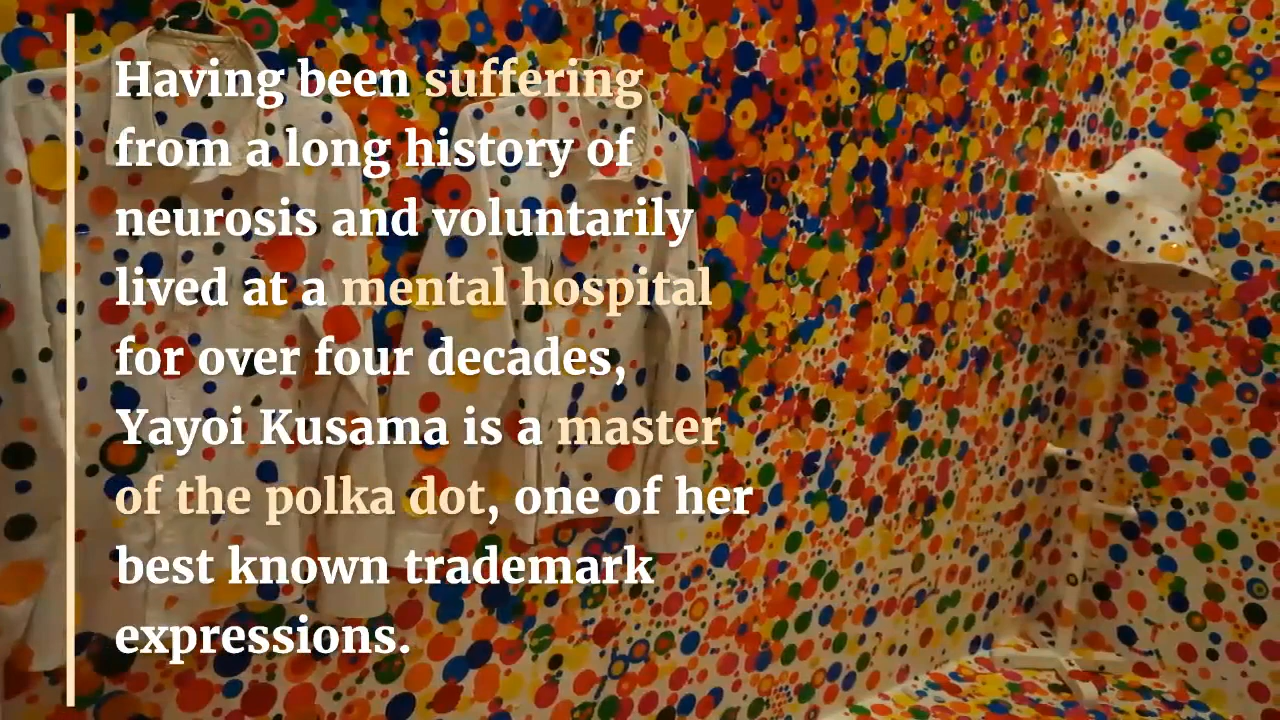 Having been suffering
from a long history of
neurosis and voluntarily
lived at a mental hospital
for over four decades,
Yayoi Kusama is a master
of the polka dot, one of her
best known trademark
expressions.